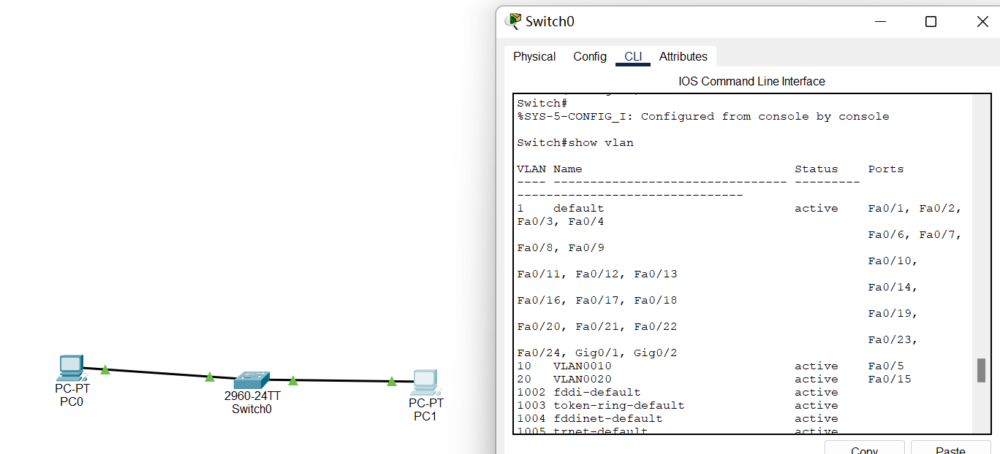 Switch0
Physical Config CLI Attributes
IOS Command Line Interface
Switch#
%SYS-5-CONFIG_I: Configured from console by console
Switch#show vlan
VLAN Name Status Ports
---- -------------------------------- --------- -------------------------------
1 default active Fa0/1, Fa0/2,
Fa0/3, Fa0/4
Fa0/6, Fa0/7,
Fa0/8, Fa0/9
Fa0/10,
Fa0/11, Fa0/12, Fa0/13
Fa0/14,
Fa0/16, Fa0/17, Fa0/18
Fa0/19,
Fa0/20, Fa0/21, Fa0/22
Fa0/23,
Fa0/24, Gig0/1, Gig0/2
10 VLAN0010 active Fa0/5
20 VLAN0020 active Fa0/15
1002 fddi-default active
1003 token-ring-default active
1004 fddinet-default active
1005 trnet-default active
Copy Paste
PC-PT
PC0
2960-24TT
Switch0
PC-PT
PC1